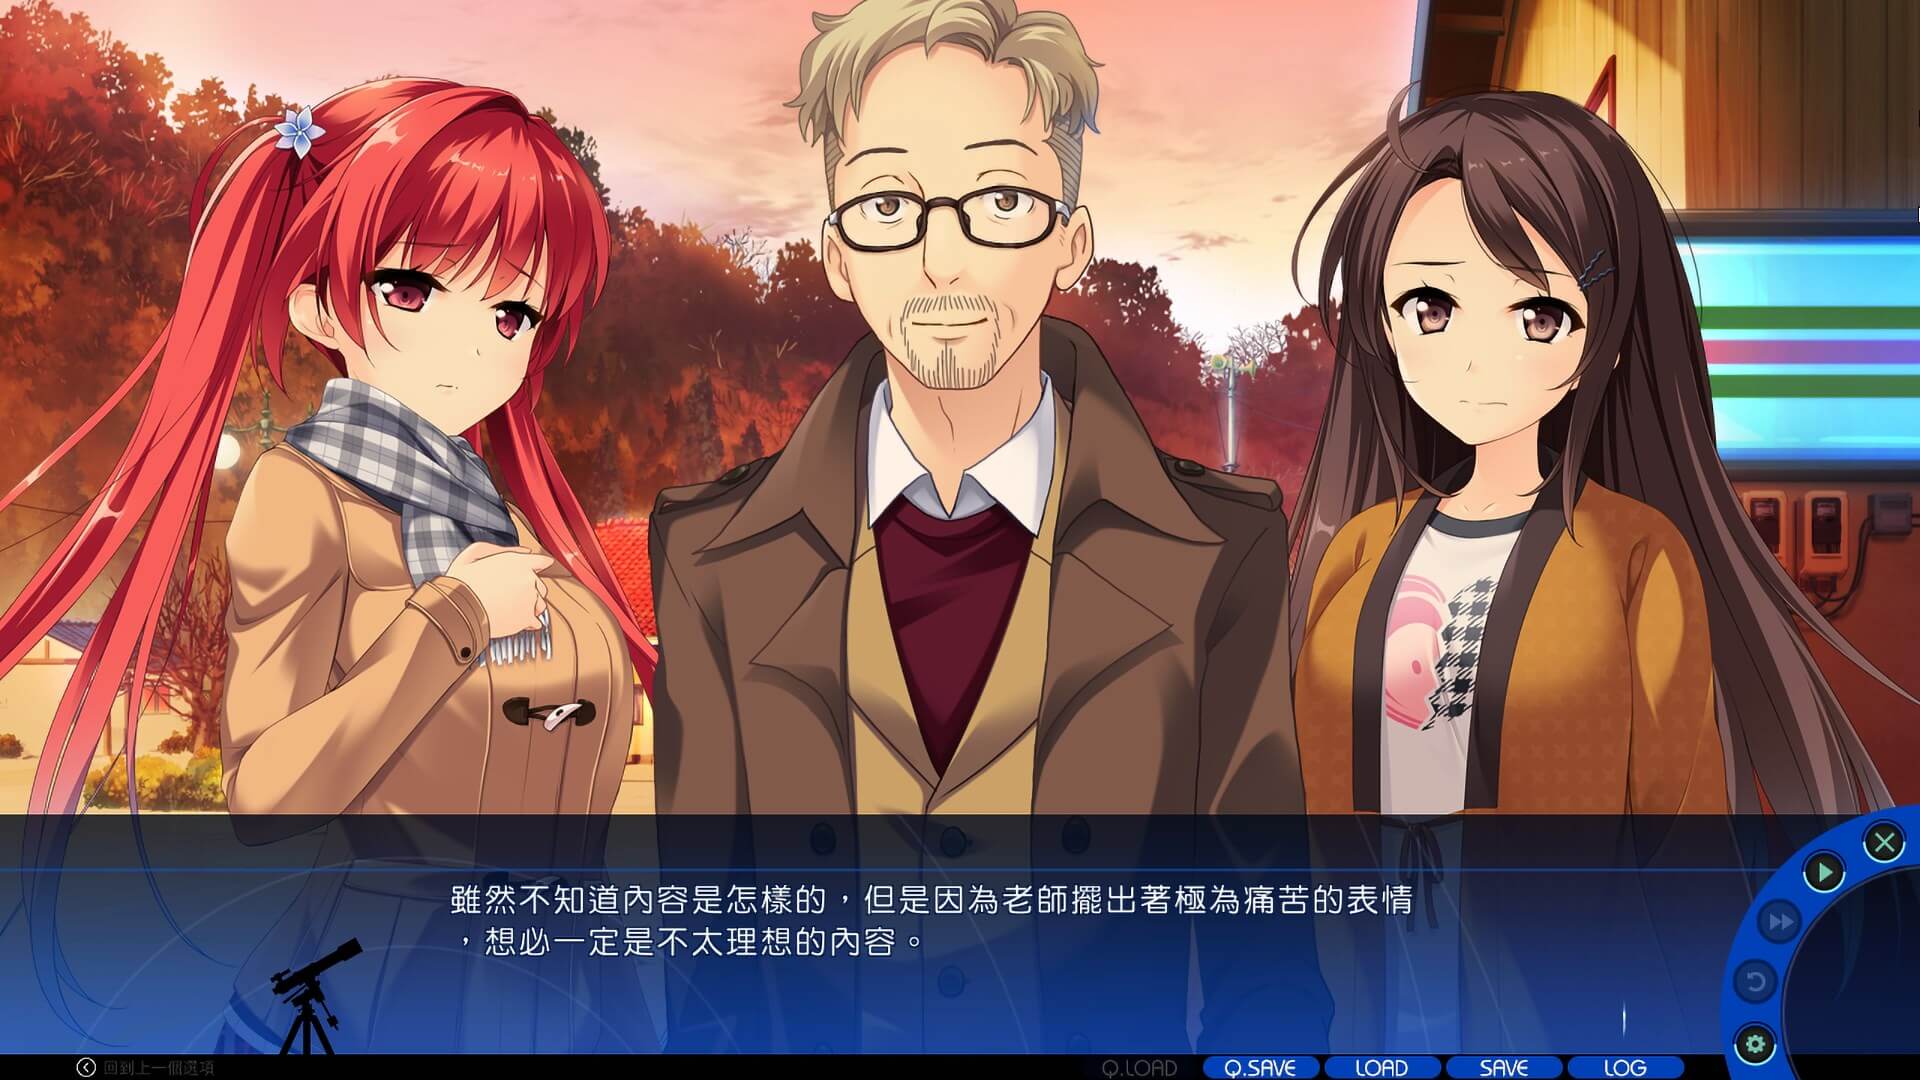 雖然不知道內容是怎樣的，但是因為老師擺出著極為痛苦的表情
，想必一定是不太理想的內容。
回到上一個選項
Q.LOAD
Q.SAVE
LOAD
SAVE
LOG